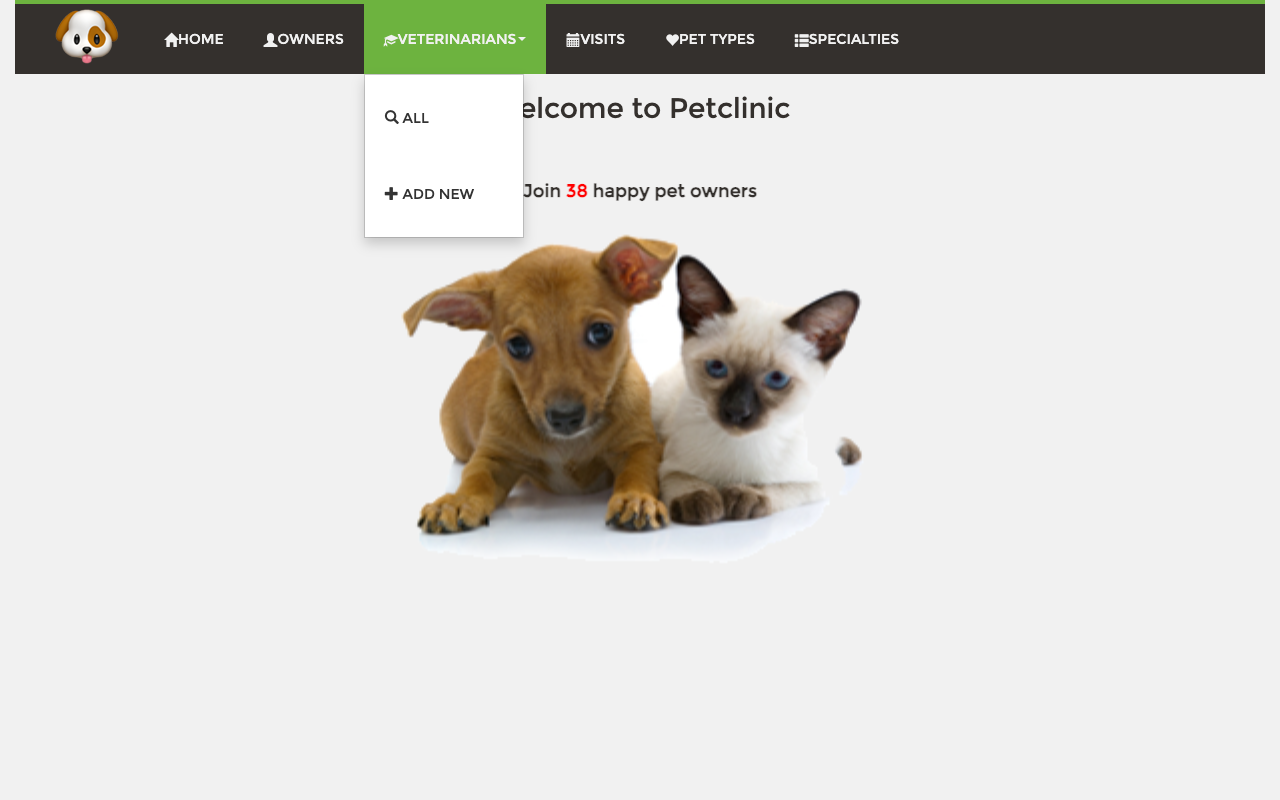 HOME OWNERS VETERINARIANS VISITS PET TYPES SPECIALTIES
elcome to Petclinic
ALL
Join 38 happy pet owners
ADD NEW